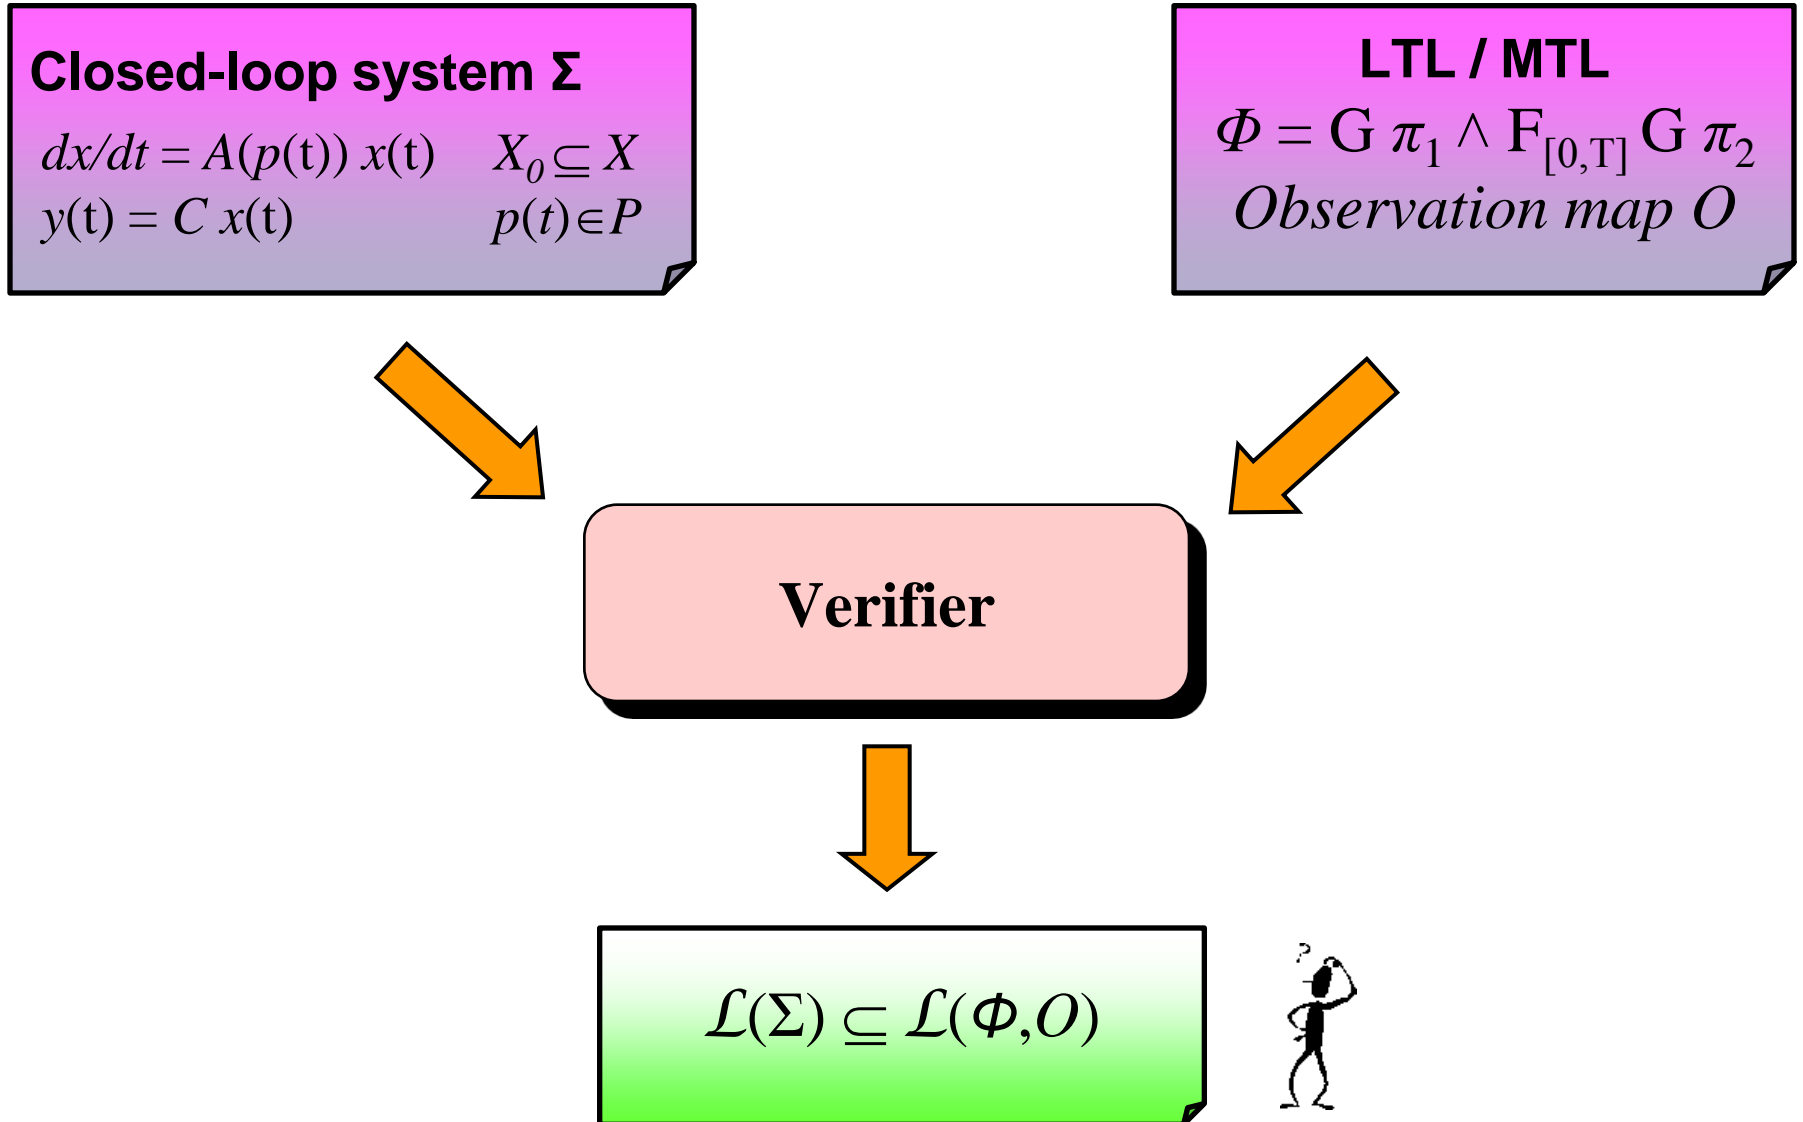 Closed-loop system Σ
dx/dt = A(p(t)) x(t) X₀ ⊆ X
y(t) = C x(t) p(t)∈P
LTL / MTL
Φ = G π₁ ^ F[0,T] G π₂
Observation map O
Verifier
ℒ(Σ) ⊆ ℒ(Φ,O)
?